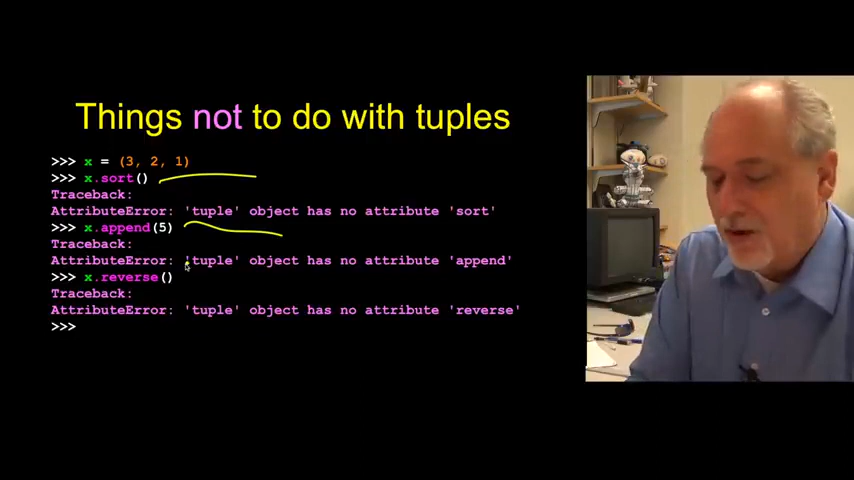 Things not to do with tuples
>>> x = (3, 2, 1)
>>> x.sort()
Traceback:
AttributeError: 'tuple' object has no attribute 'sort'
>>> x.append(5)
Traceback:
AttributeError: 'tuple' object has no attribute 'append'
>>> x.reverse()
Traceback:
AttributeError: 'tuple' object has no attribute 'reverse'
>>>